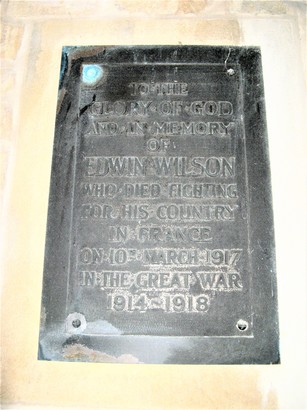 TO·THE
GLORY·OF·GOD
AND·IN·MEMORY
OF
EDWIN·WILSON
WHO·DIED·FIGHTING
FOR·HIS·COUNTRY
IN·FRANCE
ON·10TH·MARCH·1917
IN·THE·GREAT·WAR
1914-1918